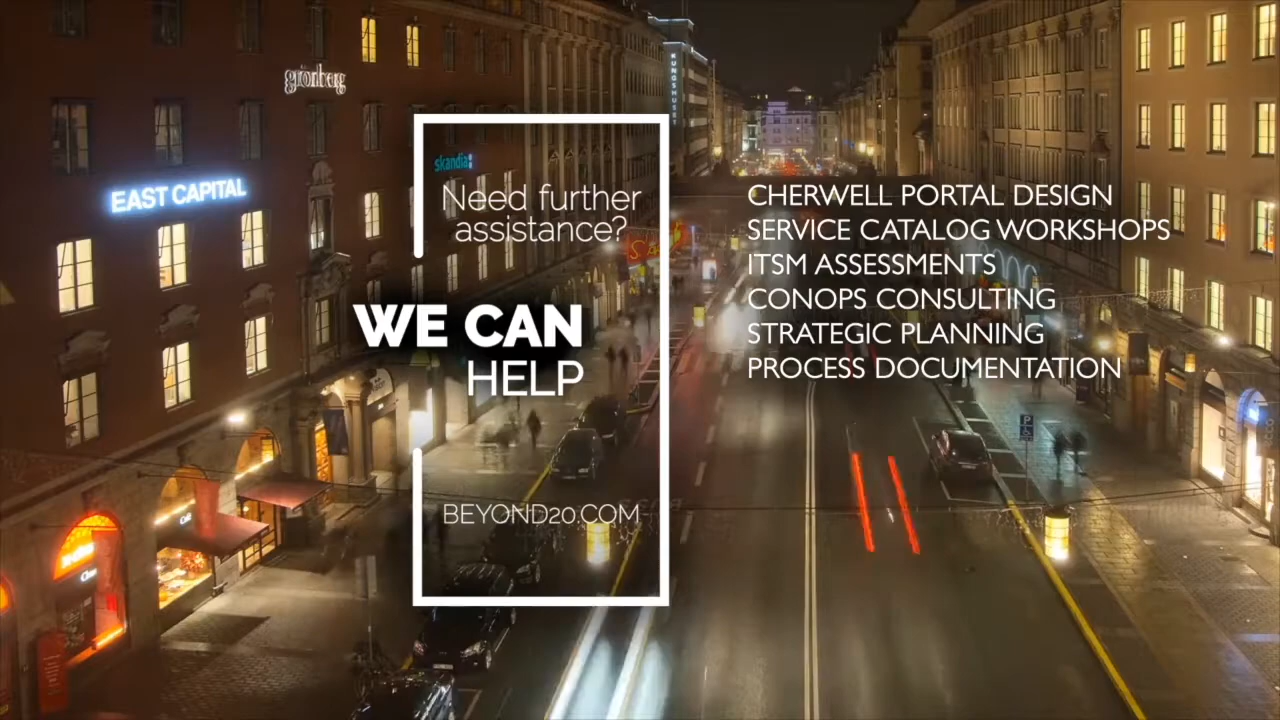 grönberg
KUNGSHUSET
skandia:
EAST CAPITAL
Need further
assistance?
WE CAN
HELP
BEYOND20.COM
CHERWELL PORTAL DESIGN
SERVICE CATALOG WORKSHOPS
ITSM ASSESSMENTS
CONOPS CONSULTING
STRATEGIC PLANNING
PROCESS DOCUMENTATION
P